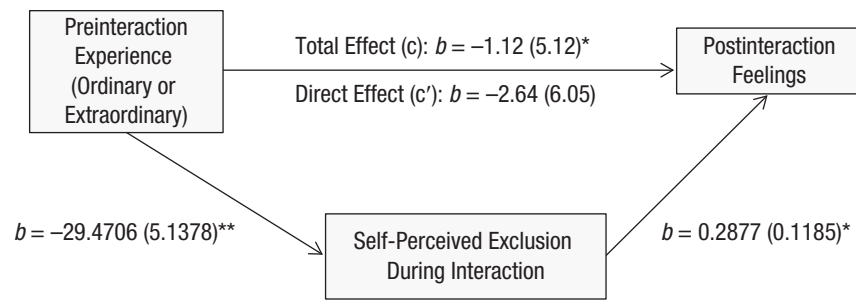 Preinteraction
Experience
(Ordinary or
Extraordinary)
Total Effect (c): b = –1.12 (5.12)*
Direct Effect (c′): b = –2.64 (6.05)
Postinteraction
Feelings
b = –29.4706 (5.1378)**
Self-Perceived Exclusion
During Interaction
b = 0.2877 (0.1185)*